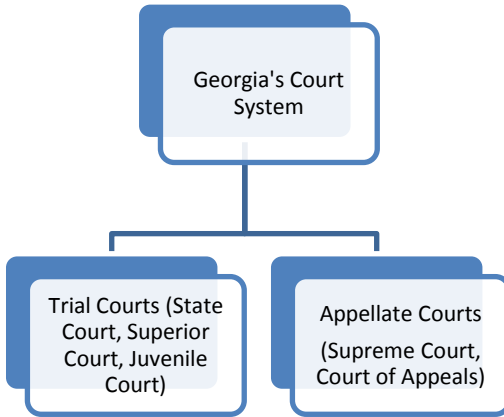 Georgia's Court
System
Trial Courts (State
Court, Superior
Court, Juvenile
Court)
Appellate Courts
(Supreme Court,
Court of Appeals)